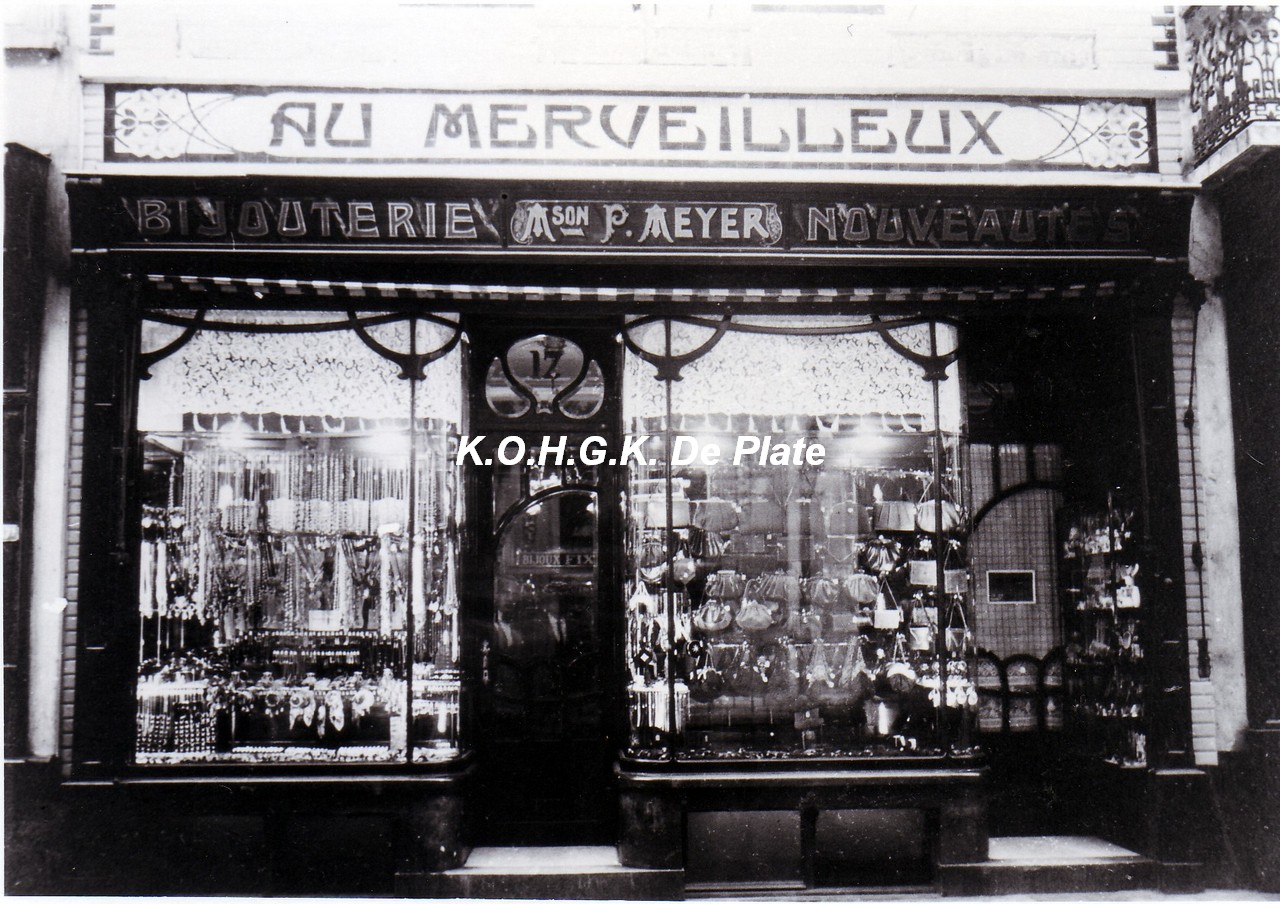 AU MERVEILLEUX
BIJOUTERIE MSON P. MEYER NOUVEAUTÉS
17
K.O.H.G.K. De Plate
BIJOUX FIX